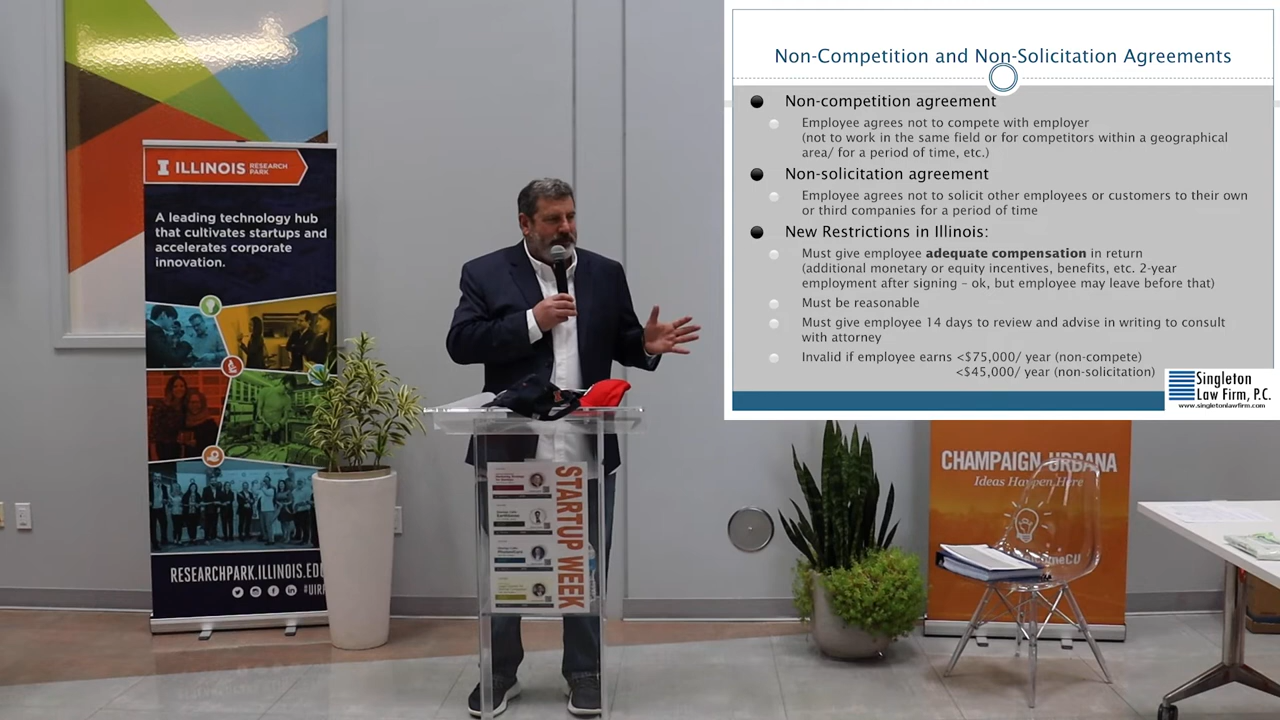 ILLINOIS RESEARCH PARK
A leading technology hub
that cultivates startups and
accelerates corporate
innovation.
RESEARCHPARK.ILLINOIS.EDU
STARTUP WEEK
Non-Competition and Non-Solicitation Agreements
Non-competition agreement
Employee agrees not to compete with employer
(not to work in the same field or for competitors within a geographical
area/ for a period of time, etc.)
Non-solicitation agreement
Employee agrees not to solicit other employees or customers to their own
or third companies for a period of time
New Restrictions in Illinois:
Must give employee adequate compensation in return
(additional monetary or equity incentives, benefits, etc. 2-year
employment after signing – ok, but employee may leave before that)
Must be reasonable
Must give employee 14 days to review and advise in writing to consult
with attorney
Invalid if employee earns <$75,000/ year (non-compete)
<$45,000/ year (non-solicitation)
Singleton
Law Firm, P.C.
www.singletonlawfirm.com
CHAMPAIGN-URBANA
Ideas Happen Here